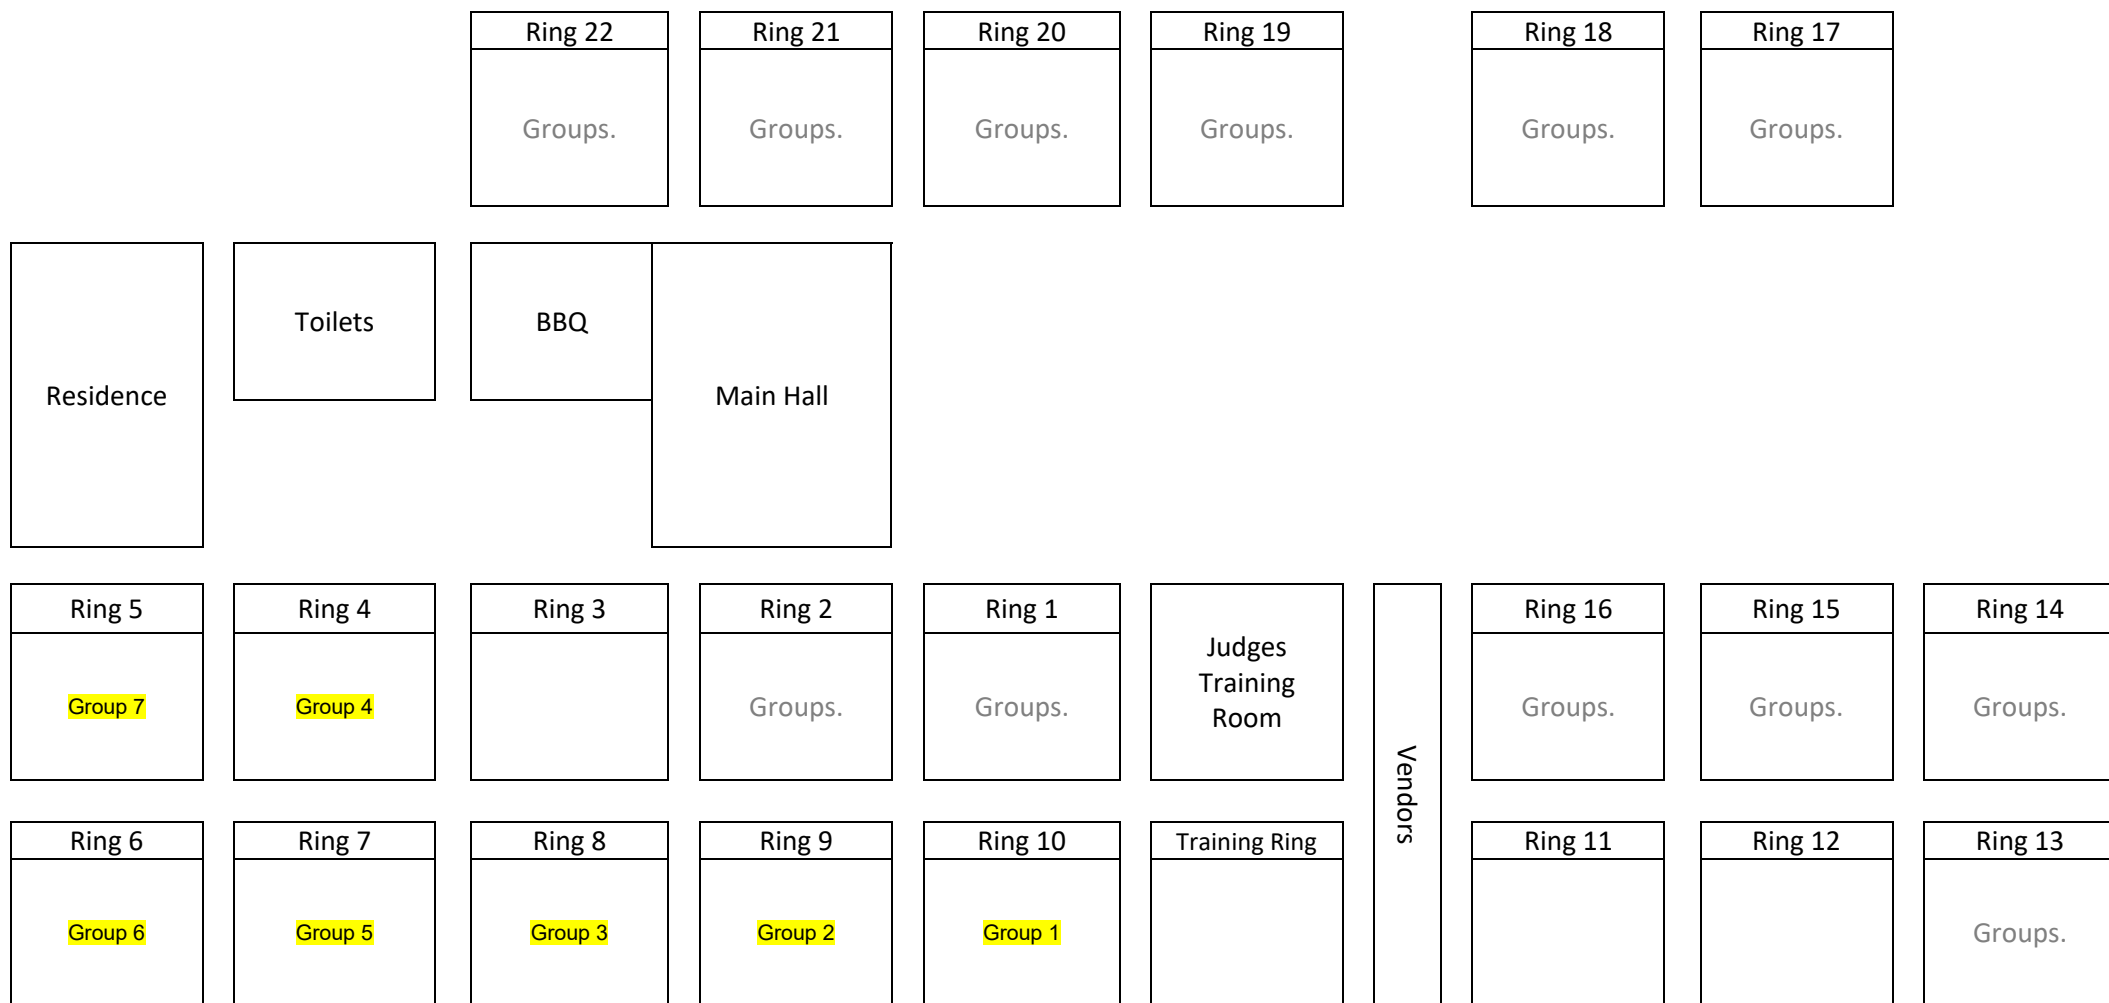 Ring 22
Ring 21
Ring 20
Ring 19
Ring 18
Ring 17
Groups.
Groups.
Groups.
Groups.
Groups.
Groups.
Residence
Toilets
BBQ
Main Hall
Ring 5
Ring 4
Ring 3
Ring 2
Ring 1
Judges
Training
Room
Vendors
Ring 16
Ring 15
Ring 14
Group 7
Group 4
Groups.
Groups.
Groups.
Groups.
Groups.
Ring 6
Ring 7
Ring 8
Ring 9
Ring 10
Training Ring
Ring 11
Ring 12
Ring 13
Group 6
Group 5
Group 3
Group 2
Group 1
Groups.